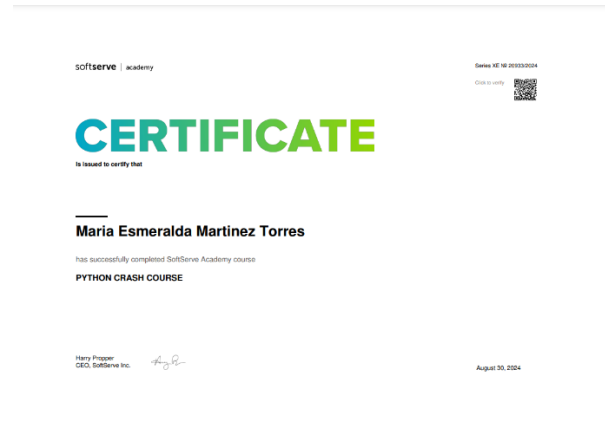 softserve | academy
Series XE № 20933/2024
Click to verify
CERTIFICATE
is issued to certify that
Maria Esmeralda Martinez Torres
has successfully completed SoftServe Academy course
PYTHON CRASH COURSE
Harry Propper
CEO, SoftServe Inc.
August 30, 2024